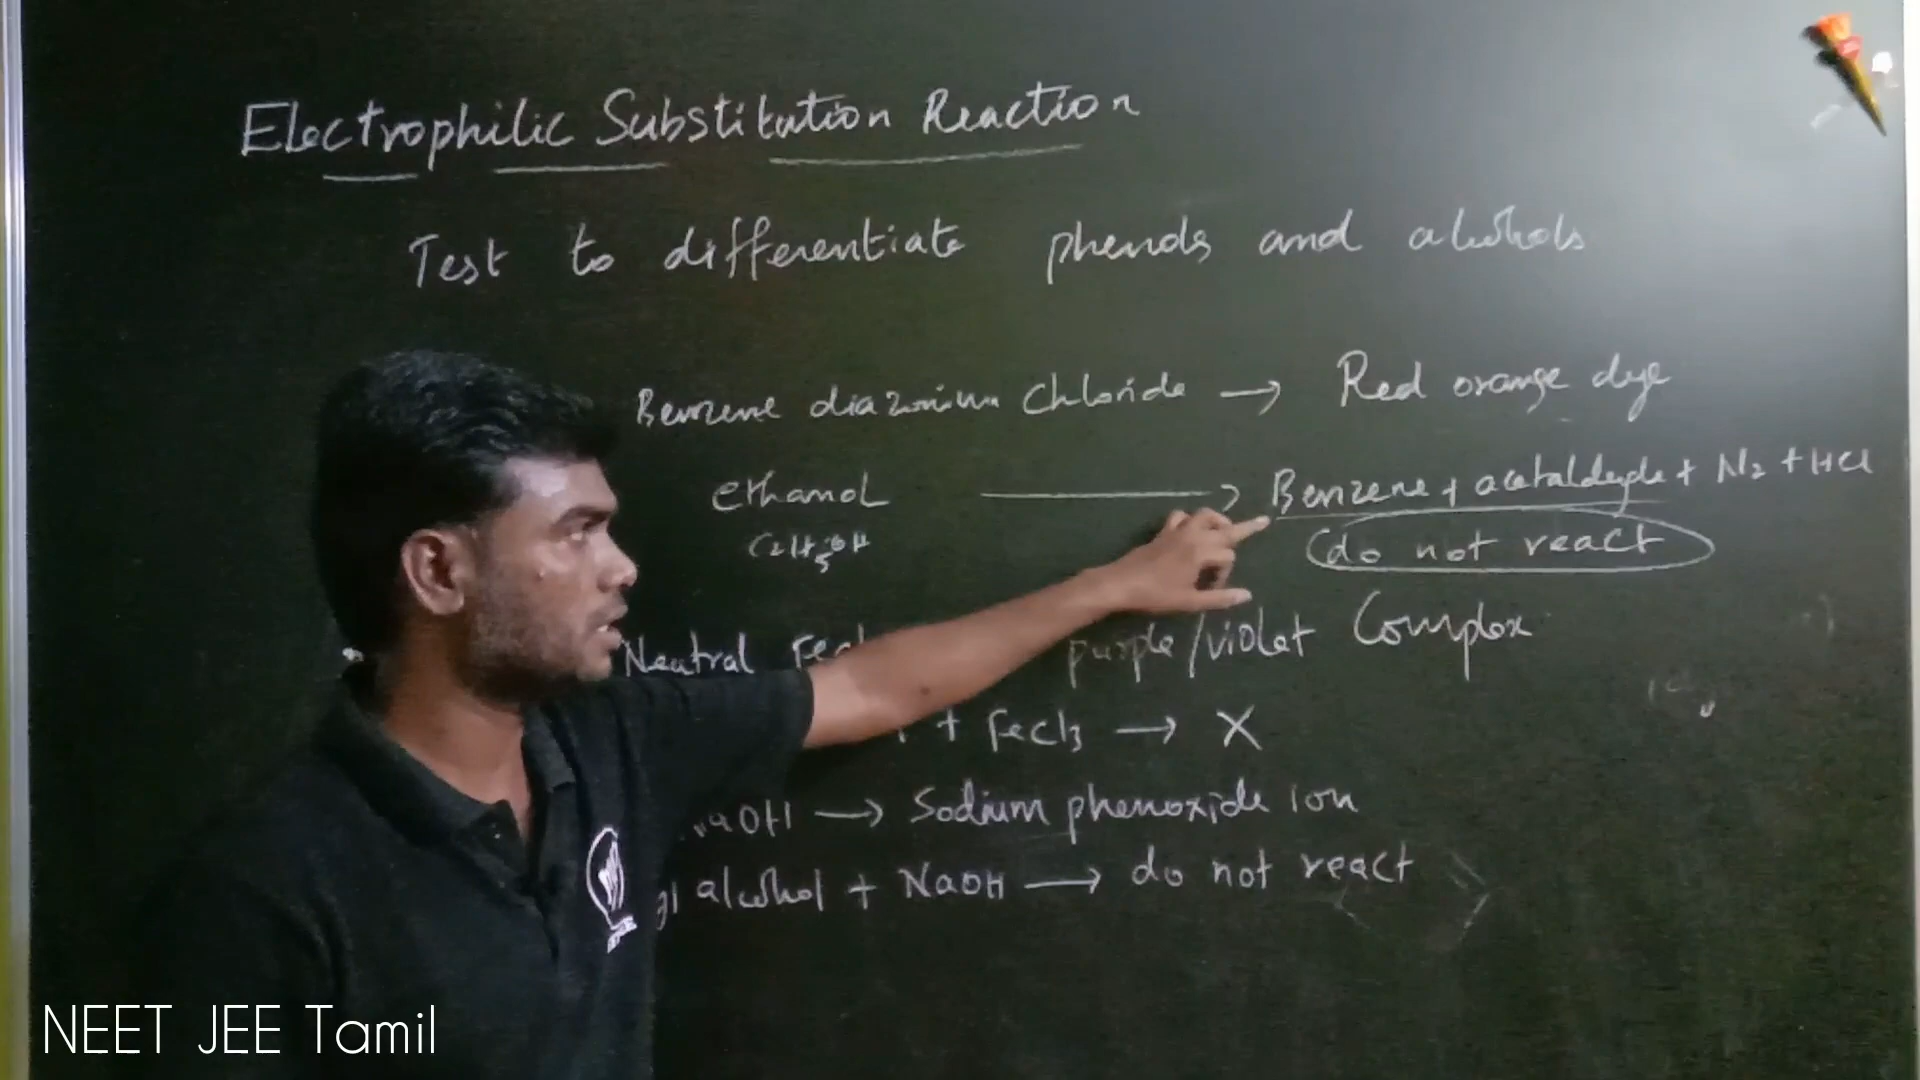 Electrophilic Substitution Reaction
Test to differentiate phenols and alcohols
Benzene diazonium chloride → Red orange dye
ethanol → Benzene + acetaldehyde + N2 + HCl
C2H5OH (do not react
Neutral Fec purple/violet Complex
+ FeCl3 → X
aOH → Sodium phenoxide ion
alcohol + NaOH → do not react
NEET JEE Tamil